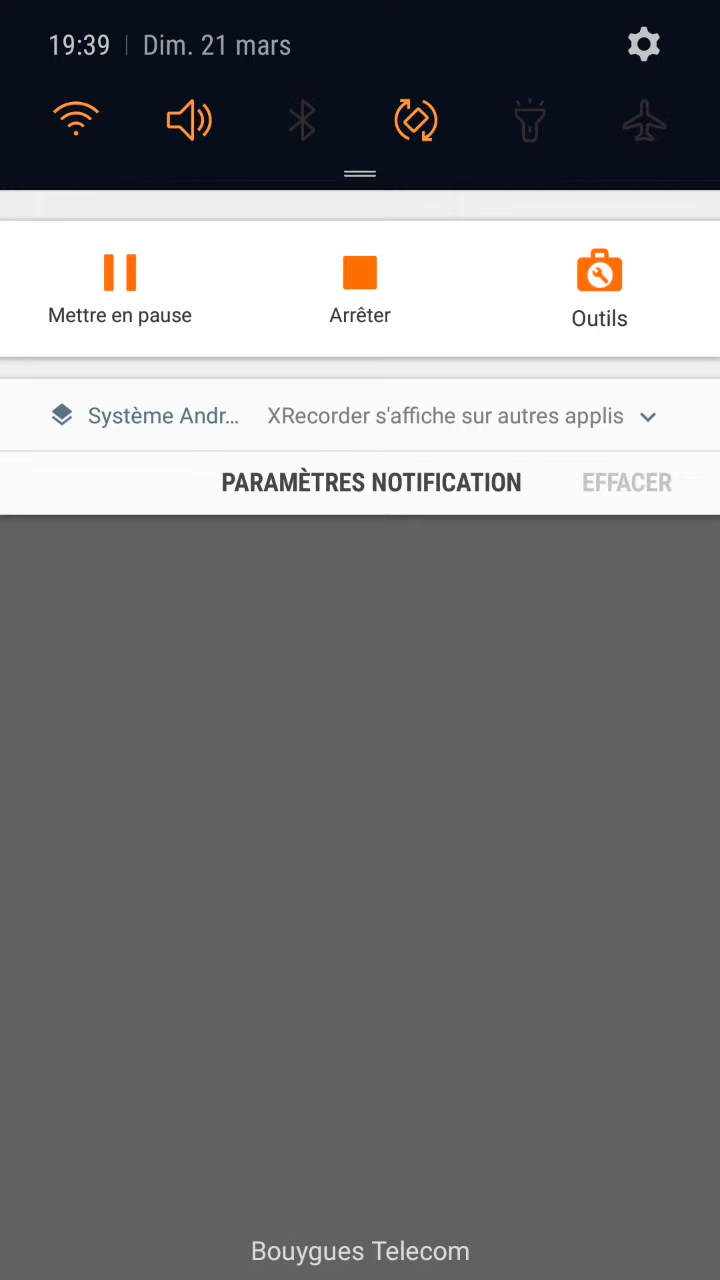 19:39 | Dim. 21 mars
Mettre en pause
Arrêter
Outils
Système Andr... XRecorder s'affiche sur autres applis
PARAMÈTRES NOTIFICATION EFFACER
Bouygues Telecom